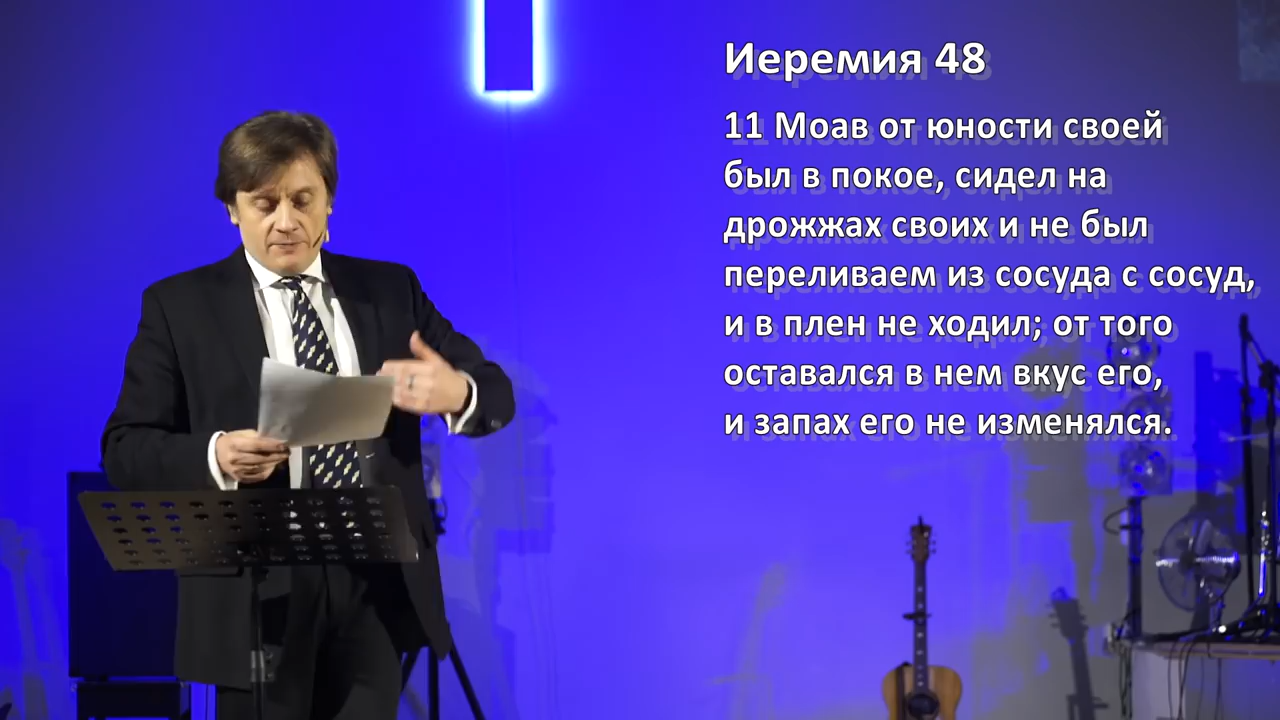 Иеремия 48
11 Моав от юности своей
был в покое, сидел на
дрожжах своих и не был
переливаем из сосуда с сосуд,
и в плен не ходил; от того
оставался в нем вкус его,
и запах его не изменялся.